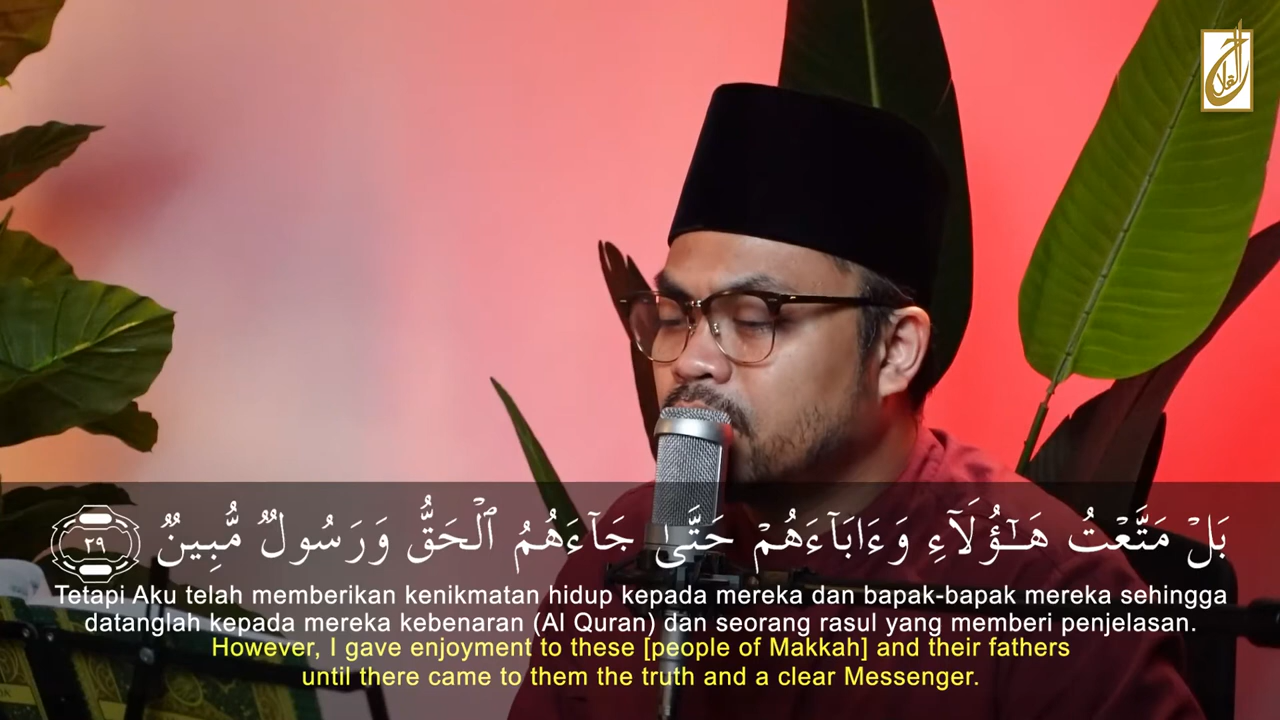 بَلْ مَتَّعْتُ هَـٰٓؤُلَآءِ وَءَابَآءَهُمْ حَتَّىٰ جَآءَهُمُ ٱلْحَقُّ وَرَسُولٌ مُّبِينٌ ٢٩
Tetapi Aku telah memberikan kenikmatan hidup kepada mereka dan bapak-bapak mereka sehingga
datanglah kepada mereka kebenaran (Al Quran) dan seorang rasul yang memberi penjelasan.
However, I gave enjoyment to these [people of Makkah] and their fathers
until there came to them the truth and a clear Messenger.